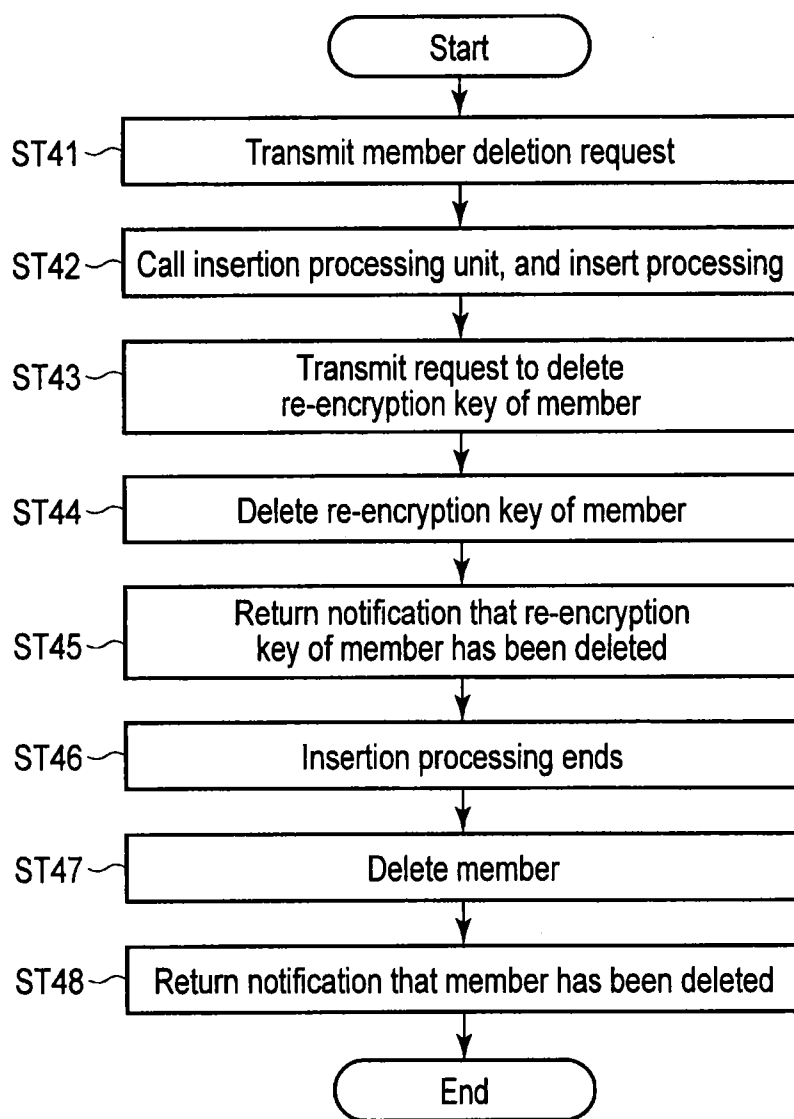 Start
ST41
Transmit member deletion request
ST42
Call insertion processing unit, and insert processing
ST43
Transmit request to delete
re-encryption key of member
ST44
Delete re-encryption key of member
ST45
Return notification that re-encryption
key of member has been deleted
ST46
Insertion processing ends
ST47
Delete member
ST48
Return notification that member has been deleted
End